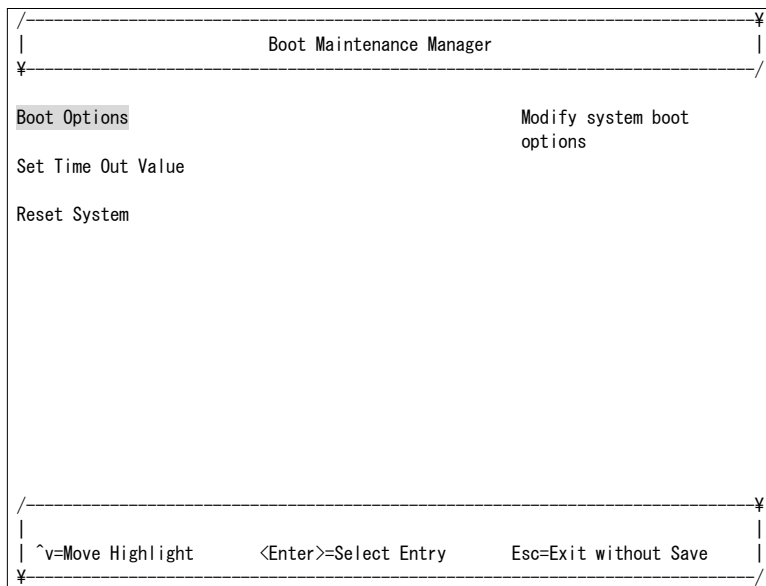 /------------------------------------------------------------------------------¥
| Boot Maintenance Manager |
¥------------------------------------------------------------------------------/
Boot Options Modify system boot
options
Set Time Out Value
Reset System
/------------------------------------------------------------------------------¥
| |
| ^v=Move Highlight <Enter>=Select Entry Esc=Exit without Save |
¥------------------------------------------------------------------------------/